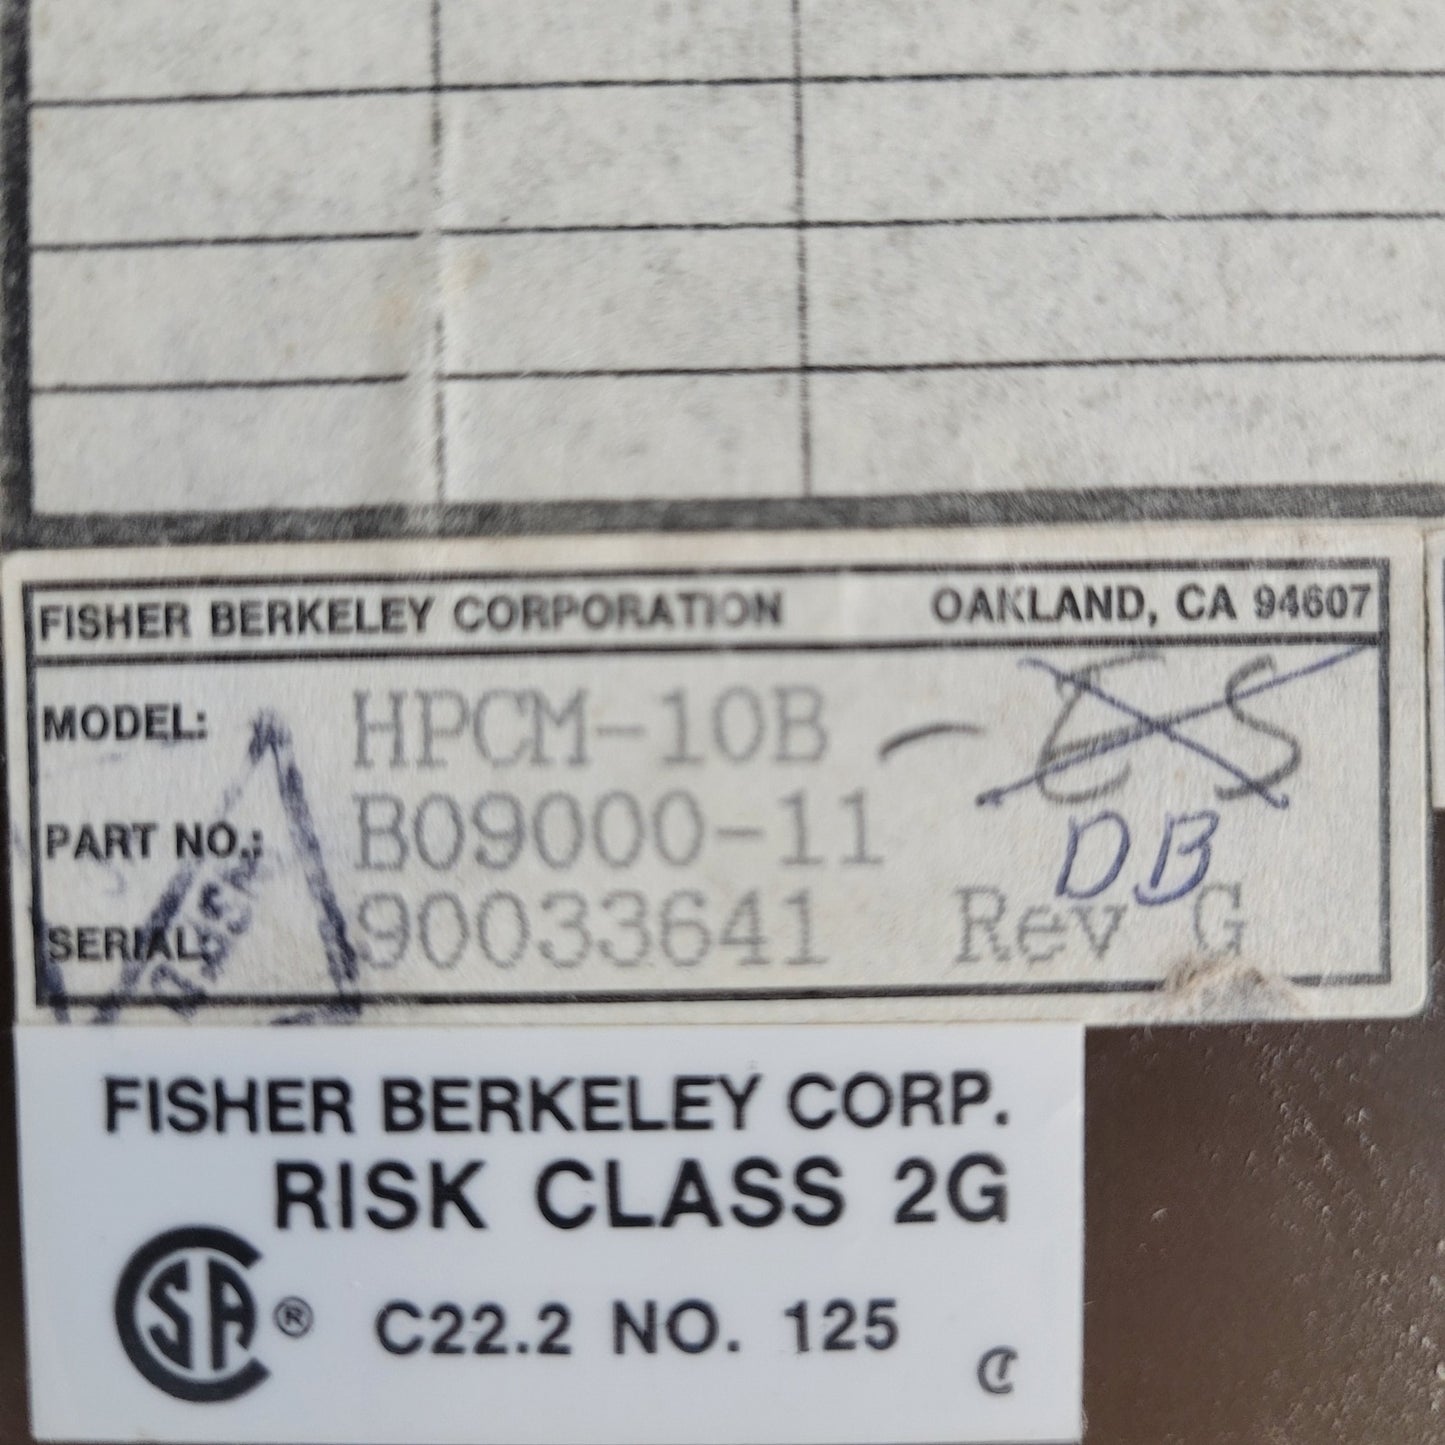 FISHER BERKELEY CORPORATION OAKLAND, CA 94607
MODEL: HPCM-10B - ES
DB
PART NO.: B09000-11
SERIAL: 90033641 Rev G
FISHER BERKELEY CORP.
RISK CLASS 2G
SA ® C22.2 NO. 125